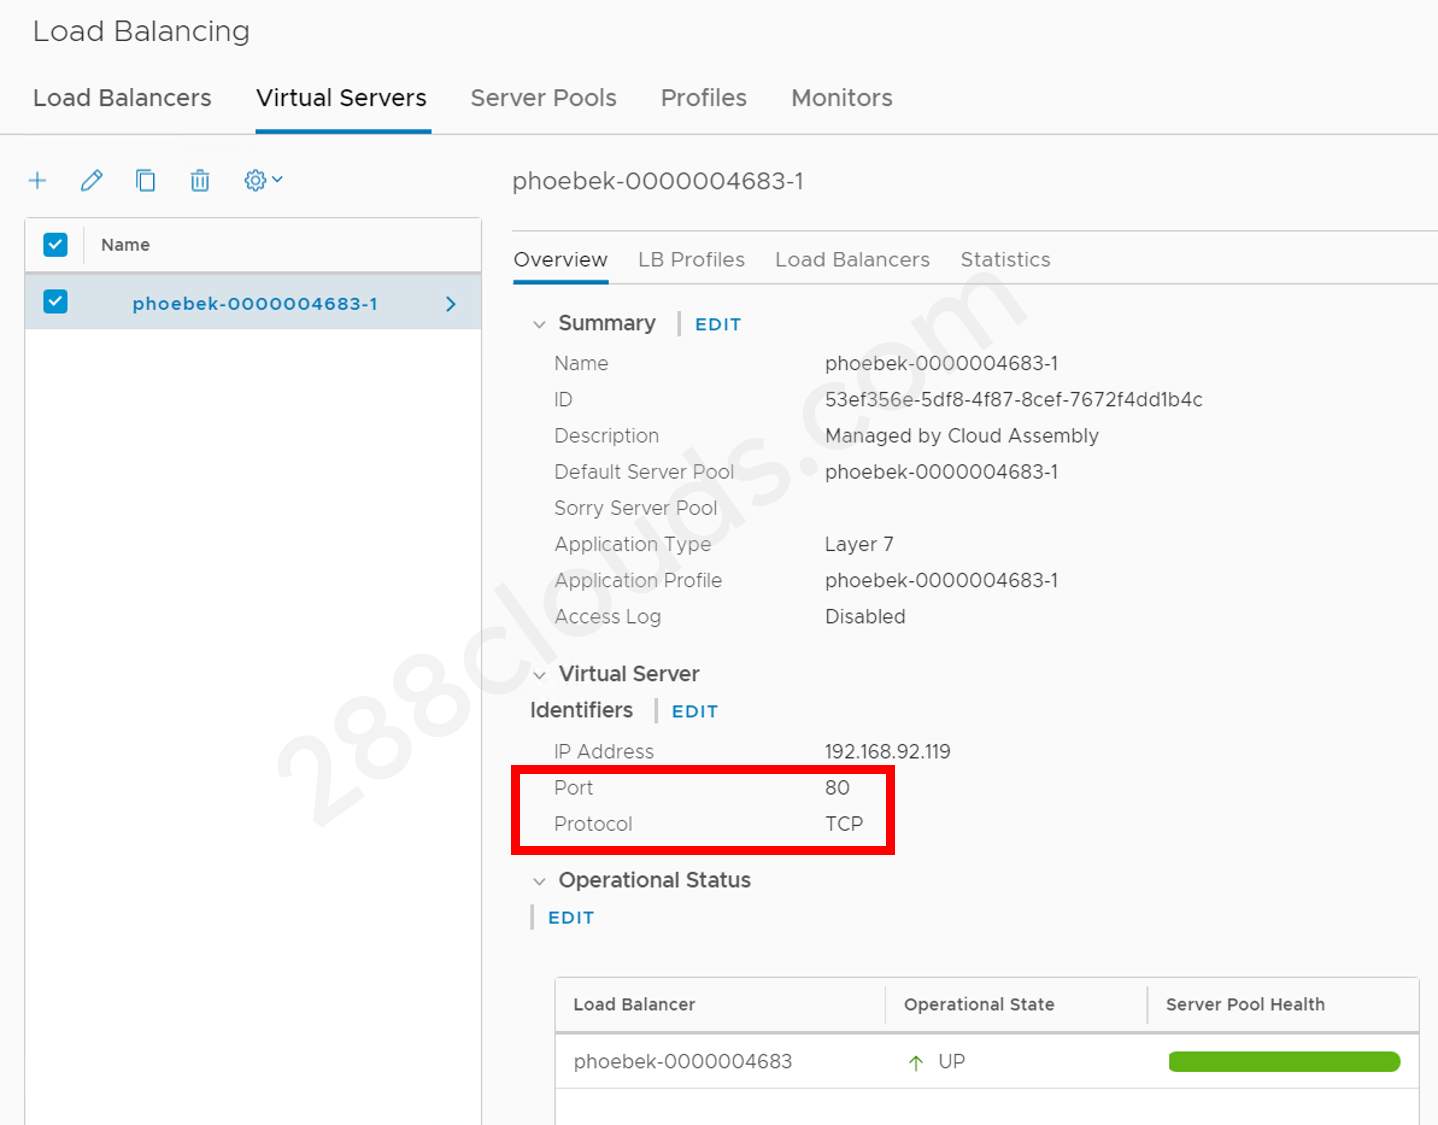 Load Balancing
Load Balancers Virtual Servers Server Pools Profiles Monitors
phoebek-0000004683-1
Name
phoebek-0000004683-1
Overview LB Profiles Load Balancers Statistics
Summary EDIT
Name phoebek-0000004683-1
ID 53ef356e-5df8-4f87-8cef-7672f4dd1b4c
Description Managed by Cloud Assembly
Default Server Pool phoebek-0000004683-1
Sorry Server Pool
Application Type Layer 7
Application Profile phoebek-0000004683-1
Access Log Disabled
Virtual Server
Identifiers EDIT
IP Address 192.168.92.119
Port 80
Protocol TCP
Operational Status
EDIT
Load Balancer Operational State Server Pool Health
phoebek-0000004683 UP
288clouds.com